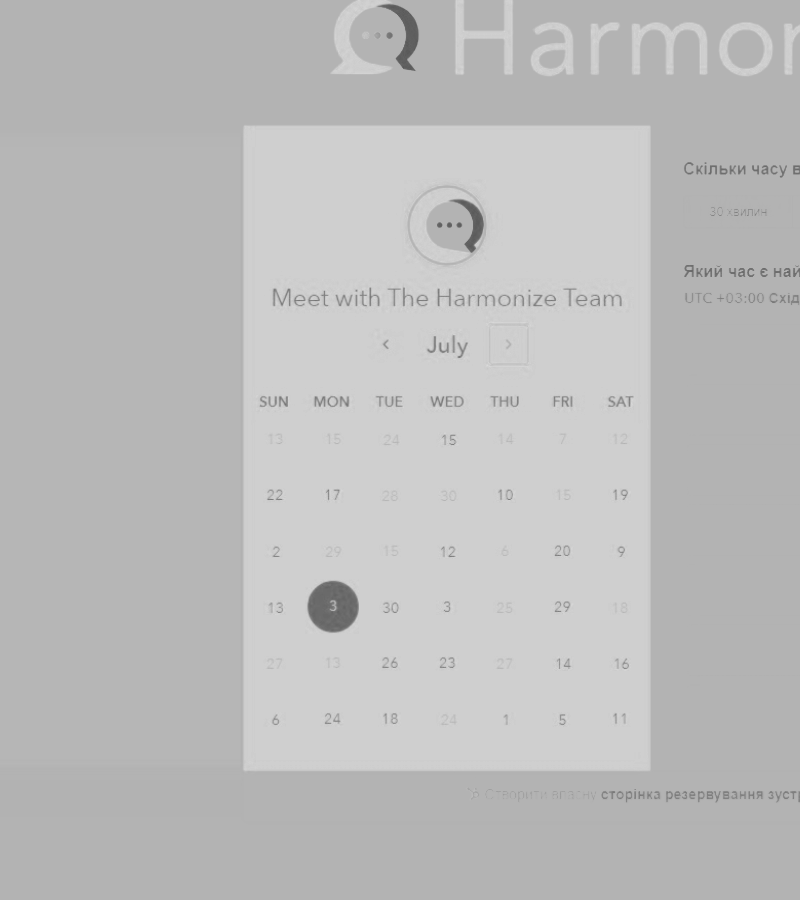 Harmon
Meet with The Harmonize Team
July
SUN MON TUE WED THU FRI SAT
13 15 24 15 14 7 12
22 17 28 30 10 15 19
2 29 15 12 6 20 9
13 3 30 3 25 29 18
27 13 26 23 27 14 16
6 24 18 24 1 5 11
Скільки часу в
30 хвилин
Який час є най
UTC +03:00 Схід
Створити власну сторінка резервування зуст